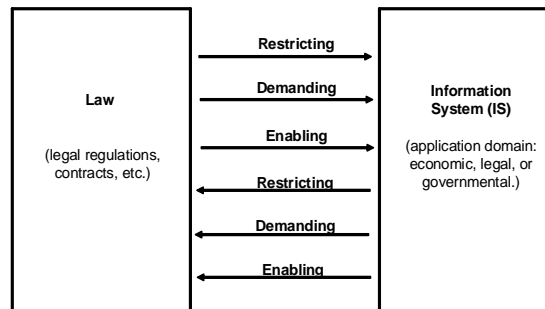 Law
(legal regulations,
contracts, etc.)
Restricting
Demanding
Enabling
Restricting
Demanding
Enabling
Information
System (IS)
(application domain:
economic, legal, or
governmental.)